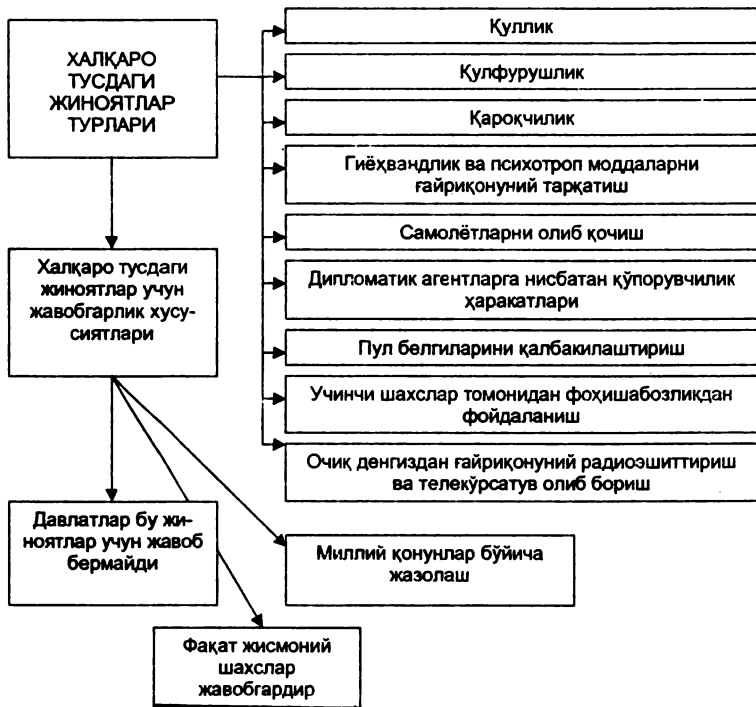 ХАЛҚАРО
ТУСДАГИ
ЖИНОЯТЛАР
ТУРЛАРИ
Қуллик
Қулфурушлик
Қароқчилик
Гиёҳвандлик ва психотроп моддаларни
ғайриқонуний тарқатиш
Самолётларни олиб қочиш
Дипломатик агентларга нисбатан қўпорувчилик
ҳаракатлари
Пул белгиларини қалбакилаштириш
Учинчи шахслар томонидан фоҳишабозликдан
фойдаланиш
Очиқ денгиздан ғайриқонуний радиоэшиттириш
ва телекўрсатув олиб бориш
Халқаро тусдаги
жиноятлар учун
жавобгарлик хусу-
сиятлари
Давлатлар бу жи-
ноятлар учун жавоб
бермайди
Миллий қонунлар бўйича
жазолаш
Фақат жисмоний
шахслар
жавобгардир